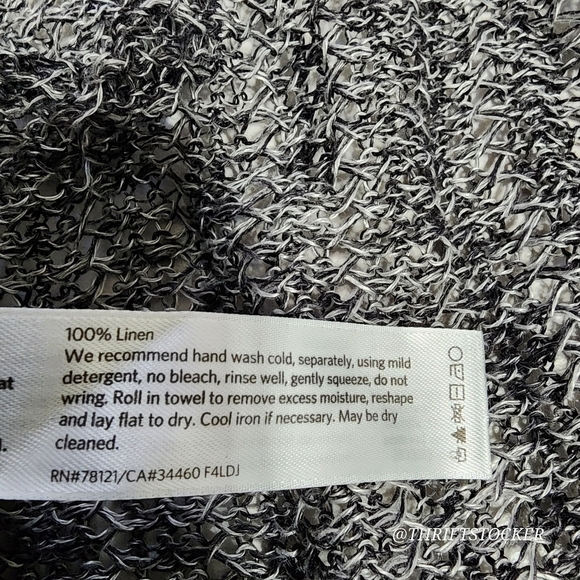 100% Linen
We recommend hand wash cold, separately, using mild
detergent, no bleach, rinse well, gently squeeze, do not
wring. Roll in towel to remove excess moisture, reshape
and lay flat to dry. Cool iron if necessary. May be dry
cleaned.
RN#78121/CA#34460 F4LDJ
at
@THRIFTSTOCKER